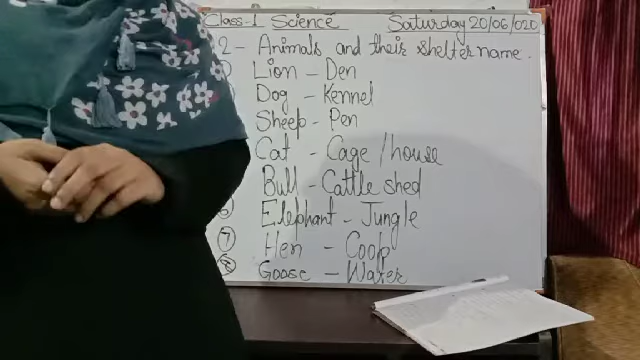 Class-1 Science Saturday 20/06/020
2- Animals and their shelter name.
Lion - Den
Dog - Kennel
Sheep - Pen
Cat - Cage/house
Bull - Cattle shed
Elephant - Jungle
7 Hen - Coop
8 Goose - Water